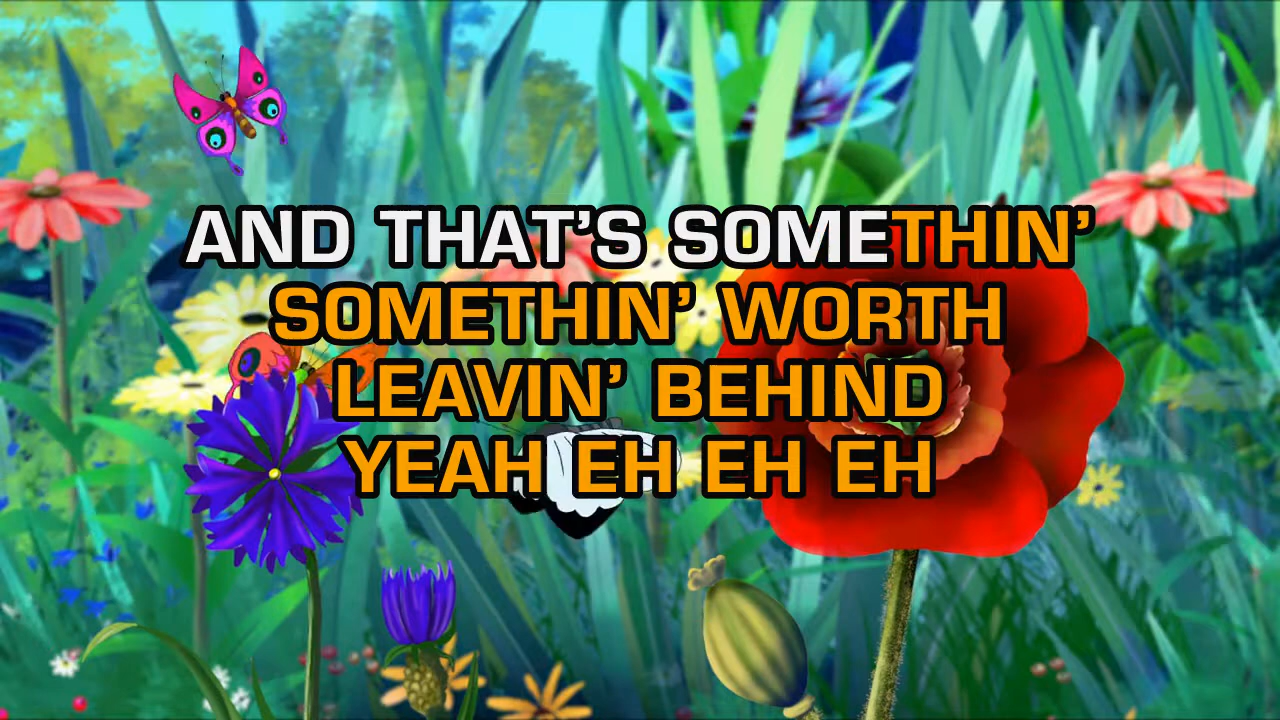 AND THAT'S SOMETHIN'
SOMETHIN' WORTH
LEAVIN' BEHIND
YEAH EH EH EH